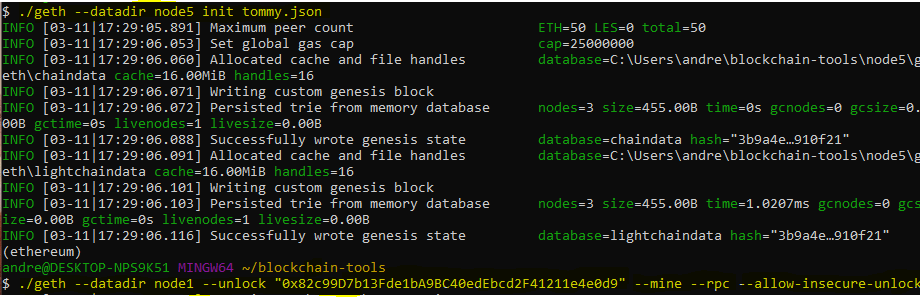 $ ./geth --datadir node5 init tommy.json
INFO [03-11|17:29:05.891] Maximum peer count ETH=50 LES=0 total=50
INFO [03-11|17:29:06.053] Set global gas cap cap=25000000
INFO [03-11|17:29:06.060] Allocated cache and file handles database=C:\Users\andre\blockchain-tools\node5\g
eth\chaindata cache=16.00MiB handles=16
INFO [03-11|17:29:06.071] Writing custom genesis block
INFO [03-11|17:29:06.072] Persisted trie from memory database nodes=3 size=455.00B time=0s gcnodes=0 gcsize=0.
00B gctime=0s livenodes=1 livesize=0.00B
INFO [03-11|17:29:06.088] Successfully wrote genesis state database=chaindata hash="3b9a4e…910f21"
INFO [03-11|17:29:06.091] Allocated cache and file handles database=C:\Users\andre\blockchain-tools\node5\g
eth\lightchaindata cache=16.00MiB handles=16
INFO [03-11|17:29:06.101] Writing custom genesis block
INFO [03-11|17:29:06.103] Persisted trie from memory database nodes=3 size=455.00B time=1.0207ms gcnodes=0 gcs
ize=0.00B gctime=0s livenodes=1 livesize=0.00B
INFO [03-11|17:29:06.116] Successfully wrote genesis state database=lightchaindata hash="3b9a4e…910f21"
(ethereum)
andre@DESKTOP-NPS9K51 MINGW64 ~/blockchain-tools
$ ./geth --datadir node1 --unlock "0x82c99D7b13Fde1bA9BC40edEbcd2F41211e4e0d9" --mine --rpc --allow-insecure-unlock